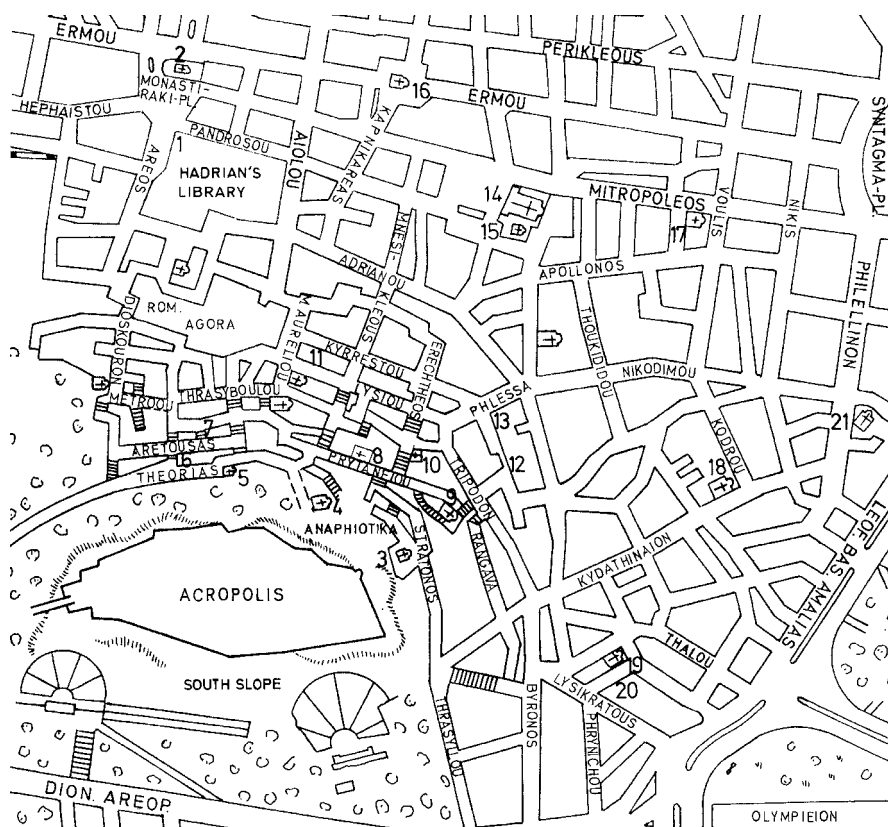 ERMOU
PERIKLEOUS
2
MONASTI-
RAKI-PL.
16
ERMOU
HEPHAISTOU
SYNTAGMA-PL.
PANDROSOU
1
AIOLOU
KAPNIKAREAS
AREOS
HADRIAN'S
LIBRARY
14
MITROPOLEOS
15
17
VOULIS
NIKIS
MNESI-
KLEOUS
ADRIANOU
APOLLONOS
PHILELLINON
DIOSKOURON
ROM.
AGORA
MAURELIOU
ERECHTHEOS
THOUKIDIDOU
11
KYRRESTOU
NIKODIMOU
METROOU
THRASYBOULOU
LYSIOU
PHLESSA
13
21
7
ARETOUSAS
8
KODROU
6
THEORIAS
5
PRYTANEIOU
10
RIPODON
12
18
9
4
ANAPHIOTIKA
LEOF. BAS. AMALIAS
3
STRATONOS
RANGAVA
KYDATHINAION
ACROPOLIS
THALOU
19
SOUTH SLOPE
20
LYSIKRATOUS
THRASYLLOU
BYRONOS
PHRYNICHOU
DION. AREOP.
OLYMPIEION